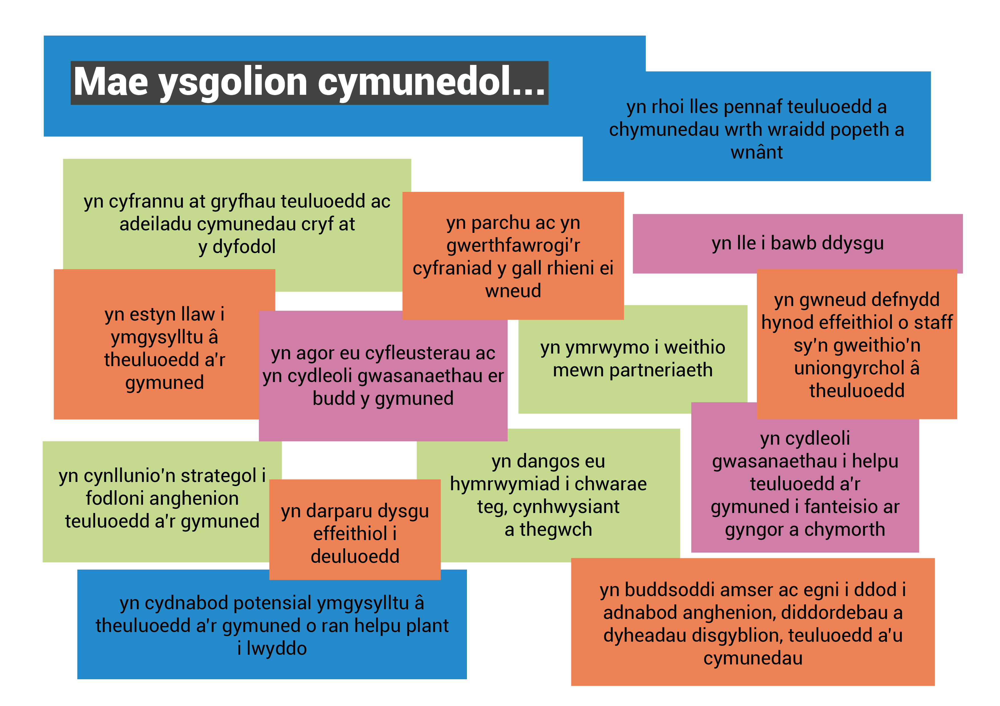 Mae ysgolion cymunedol...
yn rhoi lles pennaf teuluoedd a
chymunedau wrth wraidd popeth a
wnânt
yn cyfrannu at gryfhau teuluoedd ac
adeiladu cymunedau cryf at
y dyfodol
yn parchu ac yn
gwerthfawrogi'r
cyfraniad y gall rhieni ei
wneud
yn lle i bawb ddysgu
yn estyn llaw i
ymgysylltu â
theuluoedd a'r
gymuned
yn agor eu cyfleusterau ac
yn cydleoli gwasanaethau er
budd y gymuned
yn ymrwymo i weithio
mewn partneriaeth
yn gwneud defnydd
hynod effeithiol o staff
sy'n gweithio'n
uniongyrchol â
theuluoedd
yn cynllunio'n strategol i
fodloni anghenion
teuluoedd a'r gymuned
yn darparu dysgu
effeithiol i
deuluoedd
yn dangos eu
hymrwymiad i chwarae
teg, cynhwysiant
a thegwch
yn cydleoli
gwasanaethau i helpu
teuluoedd a'r
gymuned i fanteisio ar
gyngor a chymorth
yn cydnabod potensial ymgysylltu â
theuluoedd a'r gymuned o ran helpu plant
i lwyddo
yn buddsoddi amser ac egni i ddod i
adnabod anghenion, diddordebau a
dyheadau disgyblion, teuluoedd a'u
cymunedau